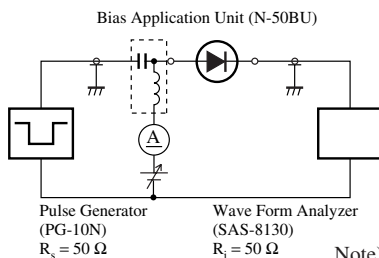 Bias Application Unit (N-50BU)
A
Pulse Generator
(PG-10N)
Rs = 50 Ω
Wave Form Analyzer
(SAS-8130)
Ri = 50 Ω
Note)